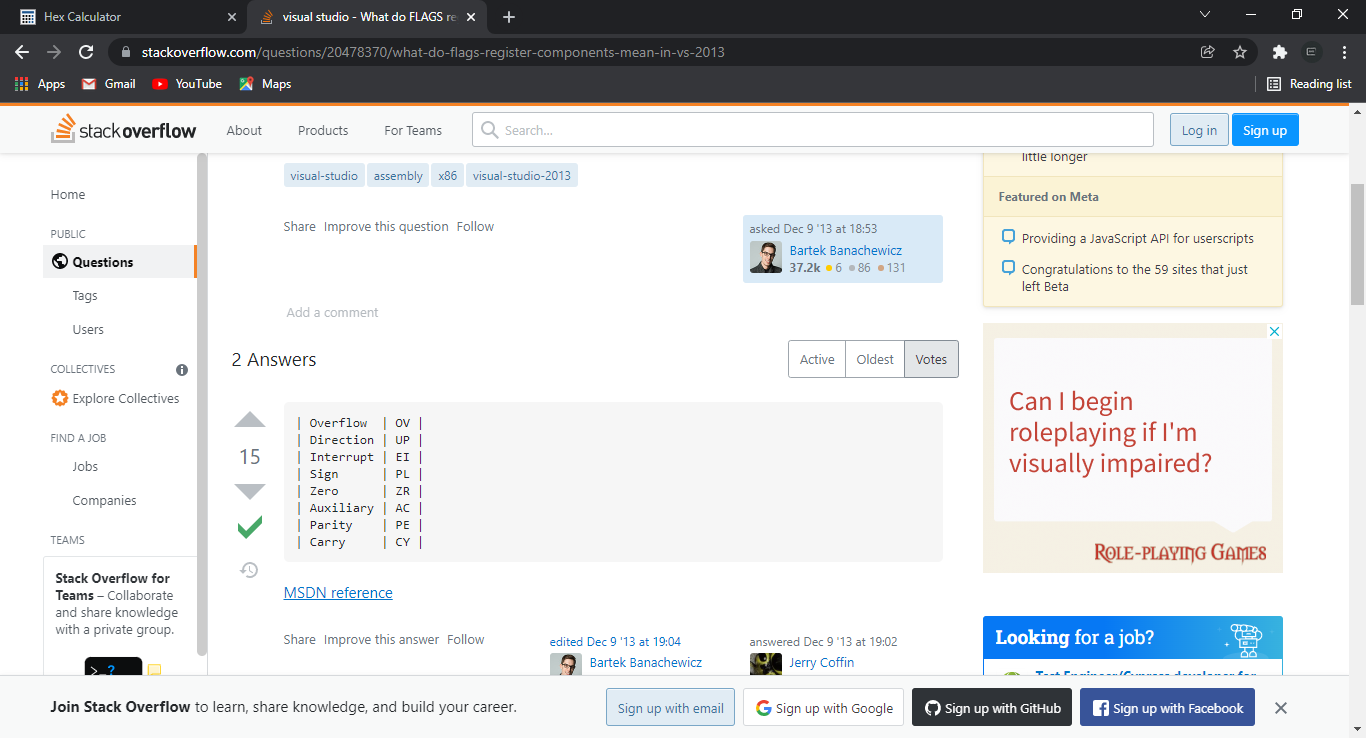 Hex Calculator
visual studio - What do FLAGS re
stackoverflow.com/questions/20478370/what-do-flags-register-components-mean-in-vs-2013
Apps Gmail YouTube Maps Reading list
stackoverflow About Products For Teams Search... Log in Sign up
Home
PUBLIC
Questions
Tags
Users
COLLECTIVES
Explore Collectives
FIND A JOB
Jobs
Companies
TEAMS
Stack Overflow for
Teams – Collaborate
and share knowledge
with a private group.
visual-studio assembly x86 visual-studio-2013
Share Improve this question Follow
asked Dec 9 '13 at 18:53
Bartek Banachewicz
37.2k 6 86 131
Add a comment
2 Answers
Active Oldest Votes
15
| Overflow | OV |
| Direction | UP |
| Interrupt | EI |
| Sign | PL |
| Zero | ZR |
| Auxiliary | AC |
| Parity | PE |
| Carry | CY |
MSDN reference
Share Improve this answer Follow
edited Dec 9 '13 at 19:04
Bartek Banachewicz
answered Dec 9 '13 at 19:02
Jerry Coffin
little longer
Featured on Meta
Providing a JavaScript API for userscripts
Congratulations to the 59 sites that just
left Beta
Can I begin
roleplaying if I'm
visually impaired?
ROLE-PLAYING GAMES
Looking for a job?
Test Engineer/Cypress developer for
Join Stack Overflow to learn, share knowledge, and build your career.
Sign up with email
Sign up with Google
Sign up with GitHub
Sign up with Facebook